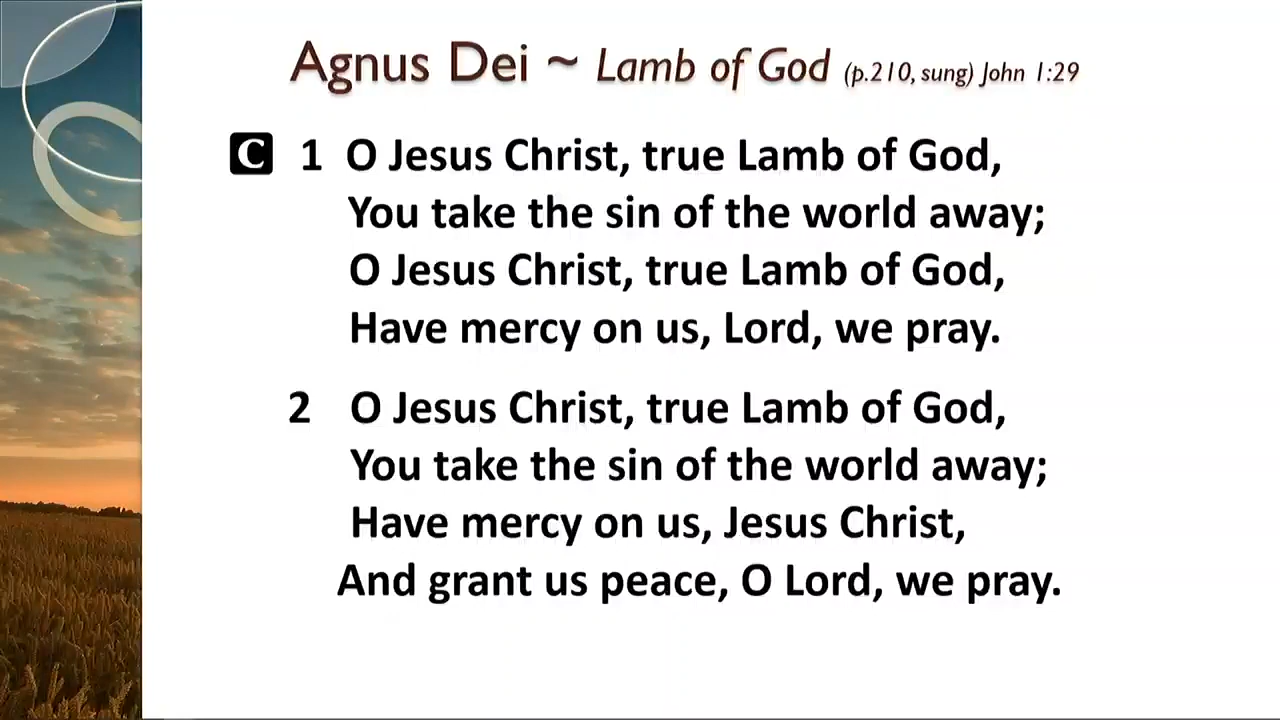 Agnus Dei ~ Lamb of God (p.210, sung) John 1:29
C 1 O Jesus Christ, true Lamb of God,
You take the sin of the world away;
O Jesus Christ, true Lamb of God,
Have mercy on us, Lord, we pray.
2 O Jesus Christ, true Lamb of God,
You take the sin of the world away;
Have mercy on us, Jesus Christ,
And grant us peace, O Lord, we pray.